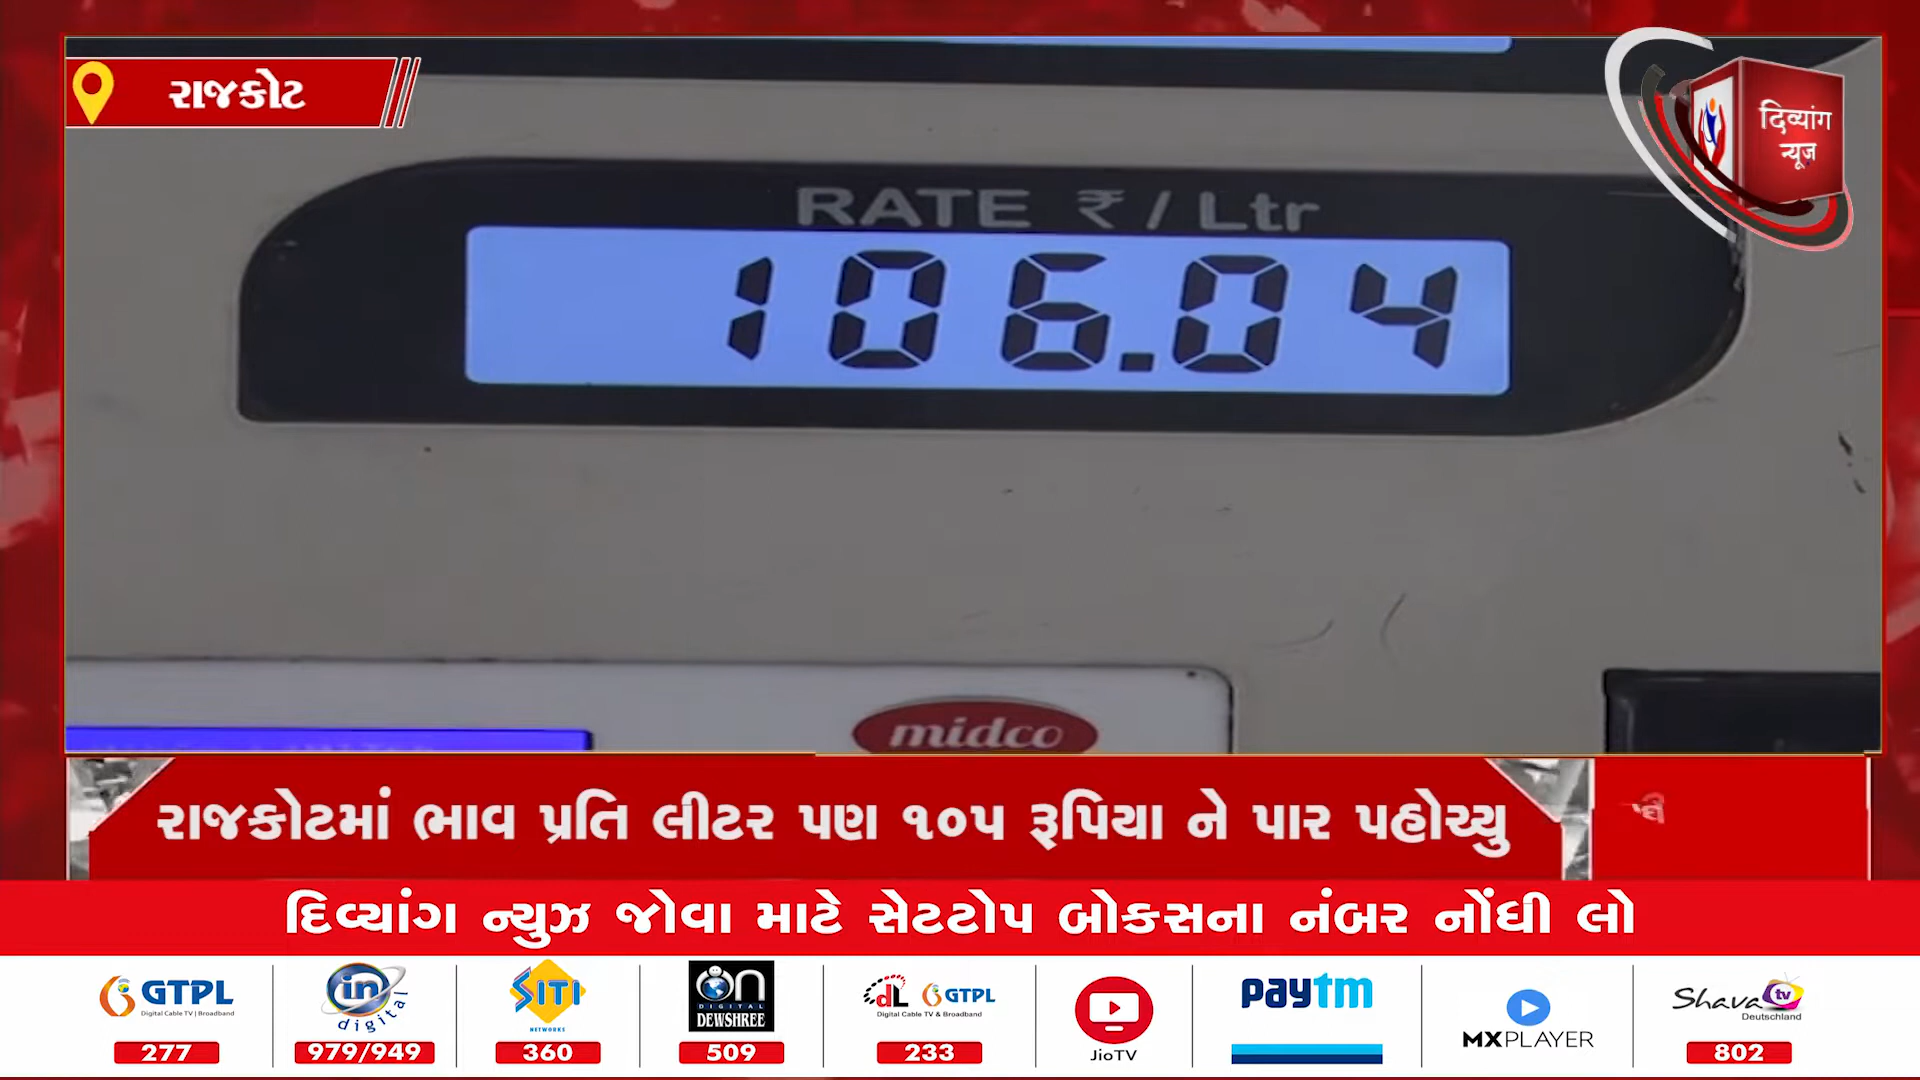 રાજકોટ
દિવ્યાંગ
ન્યૂઝ
RATE ₹ / Ltr
106.04
midco
રાજકોટમાં ભાવ પ્રતિ લીટર પણ ૧૦૫ રૂપિયા ને પાર પહોચ્યુ
દિવ્યાંગ ન્યુઝ જોવા માટે સેટટોપ બોકસના નંબર નોંધી લો
GTPL
Digital Cable TV | Broadband
277
in digital
979/949
SITI
NETWORKS
360
ON
DIGITAL
DEWSHREE
509
dL GTPL
Digital Cable TV & Broadband
233
JioTV
paytm
MXPLAYER
Shava tv
Deutschland
802